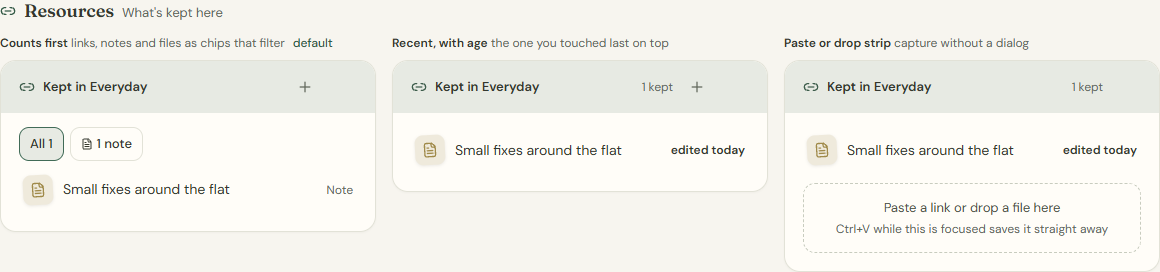 Resources What's kept here
Counts first links, notes and files as chips that filter default
Kept in Everyday
All 1
1 note
Small fixes around the flat Note
Recent, with age the one you touched last on top
Kept in Everyday 1 kept
Small fixes around the flat edited today
Paste or drop strip capture without a dialog
Kept in Everyday 1 kept
Small fixes around the flat edited today
Paste a link or drop a file here
Ctrl+V while this is focused saves it straight away